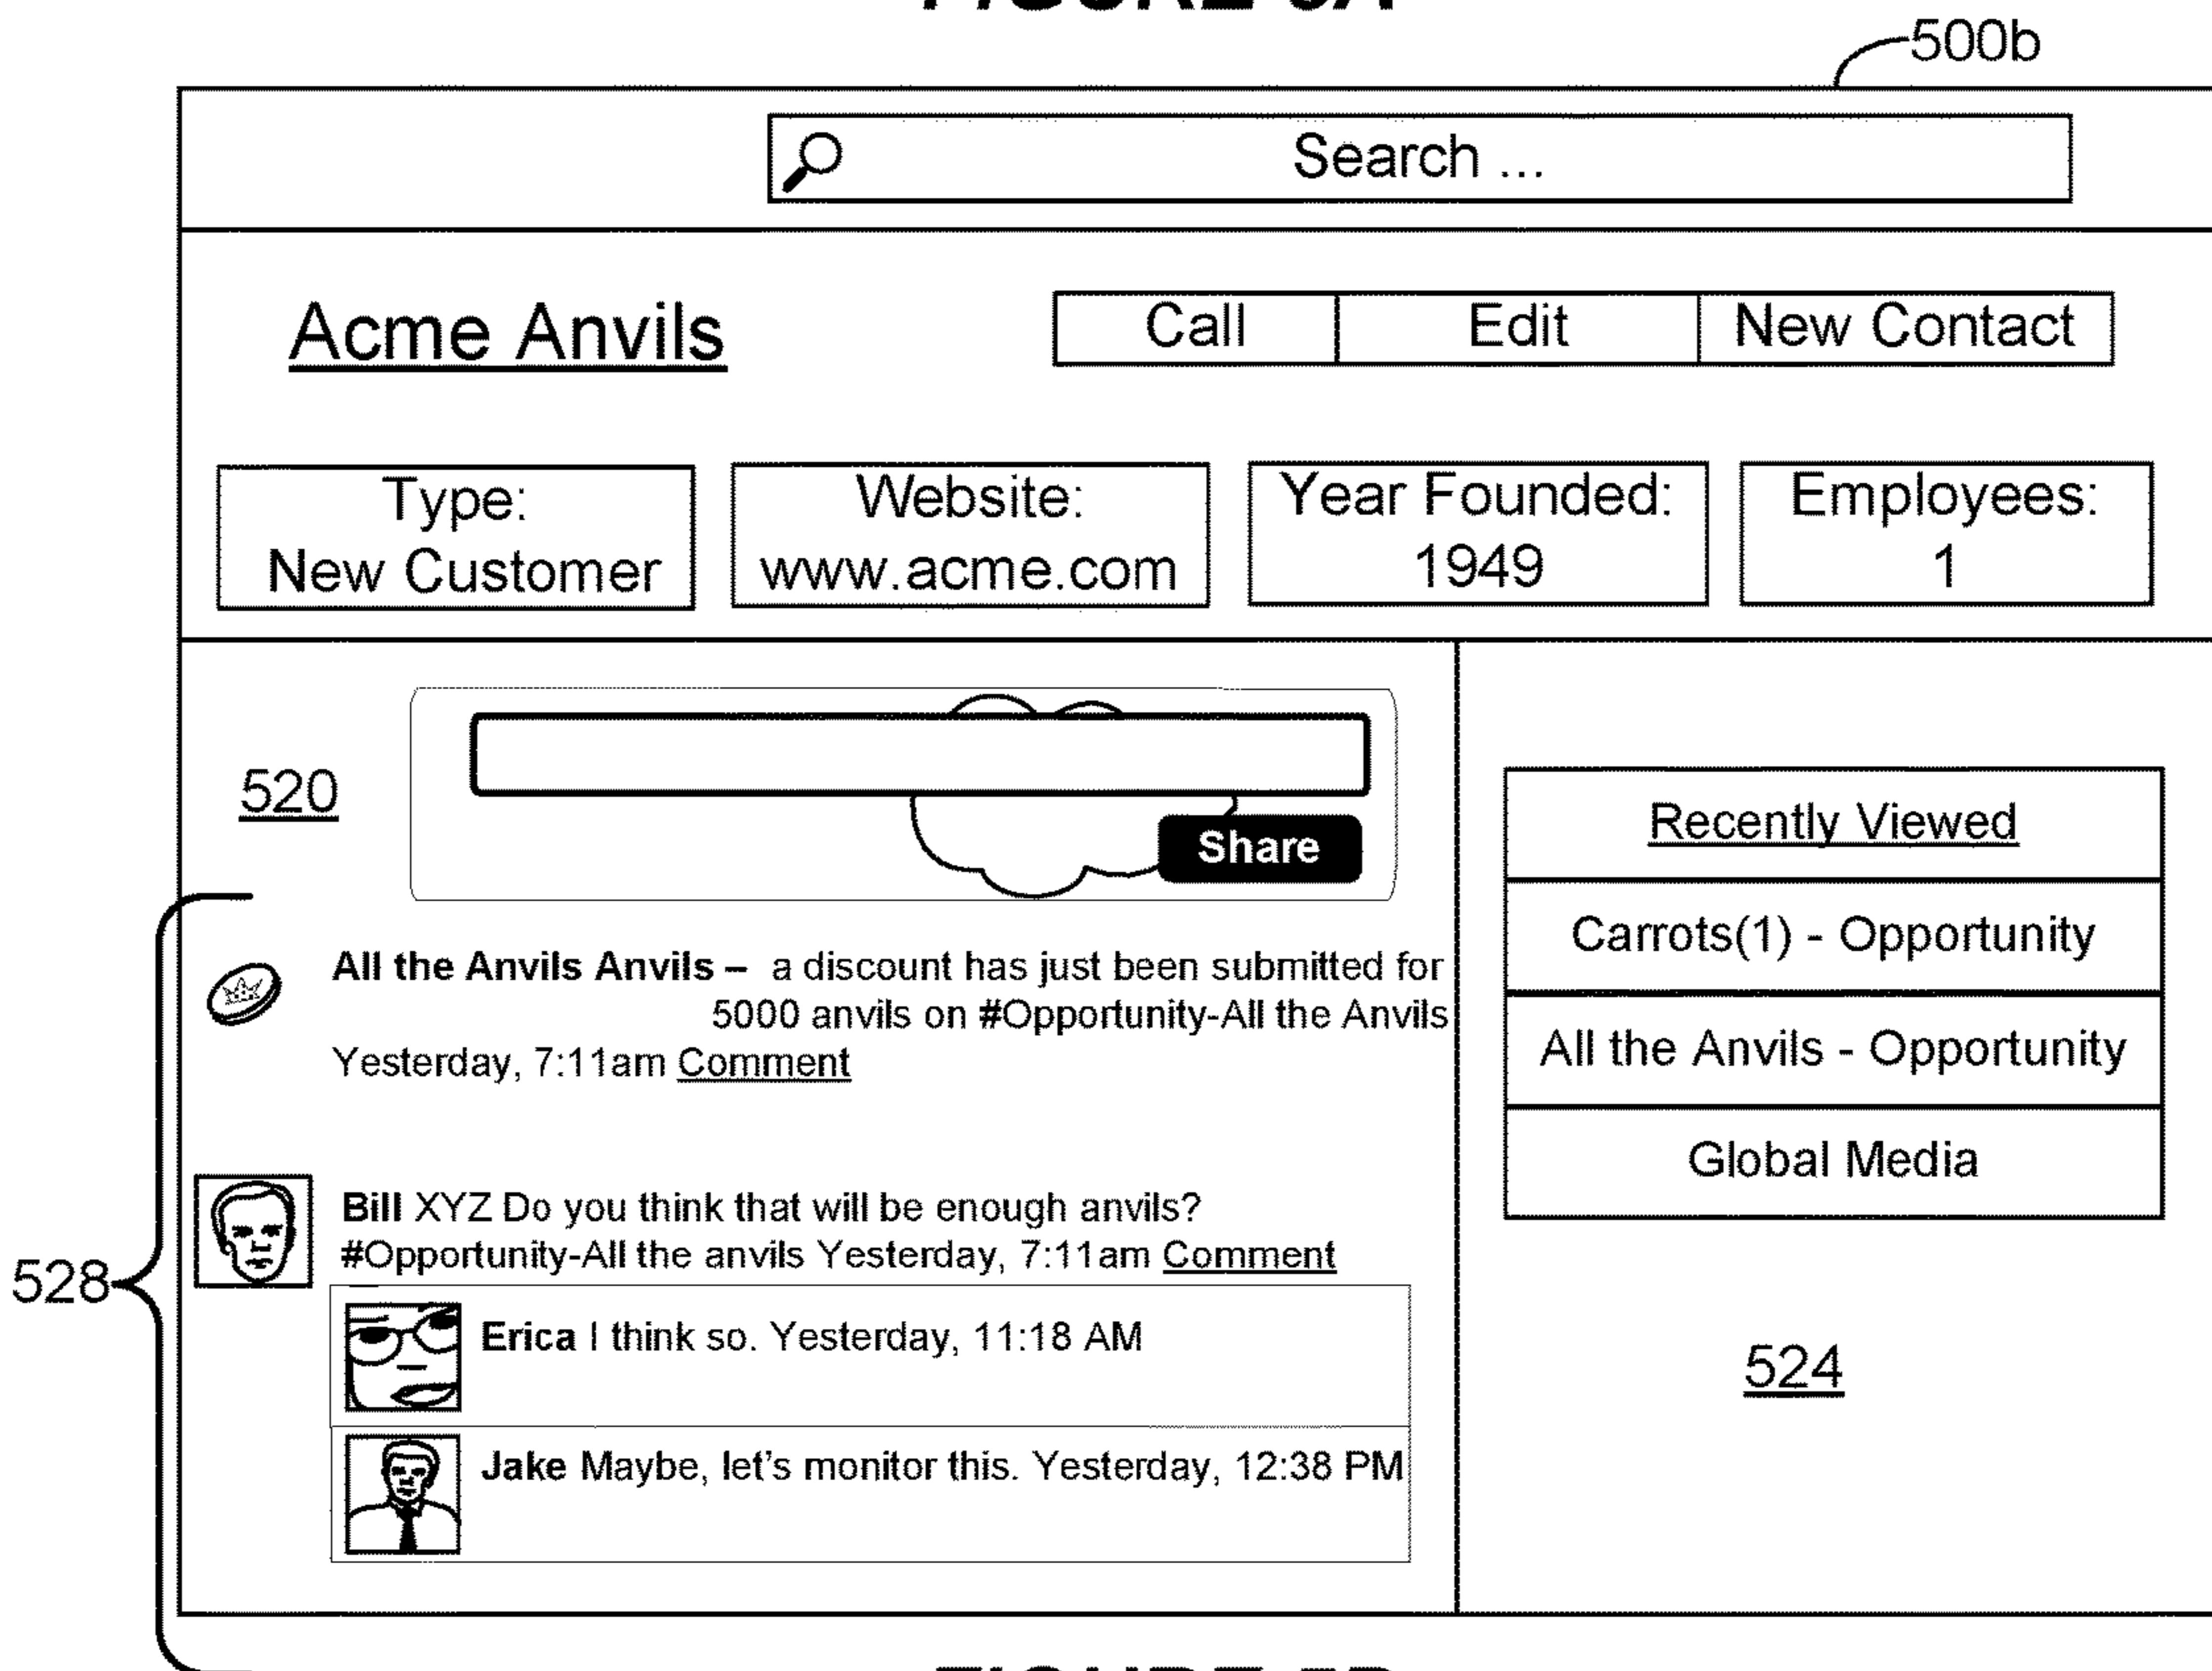 500b
Search ...
Acme Anvils
Call Edit New Contact
Type:
New Customer
Website:
www.acme.com
Year Founded:
1949
Employees:
1
520
Share
All the Anvils Anvils – a discount has just been submitted for
5000 anvils on #Opportunity-All the Anvils
Yesterday, 7:11am Comment
528
Bill XYZ Do you think that will be enough anvils?
#Opportunity-All the anvils Yesterday, 7:11am Comment
Erica I think so. Yesterday, 11:18 AM
Jake Maybe, let's monitor this. Yesterday, 12:38 PM
Recently Viewed
Carrots(1) - Opportunity
All the Anvils - Opportunity
Global Media
524